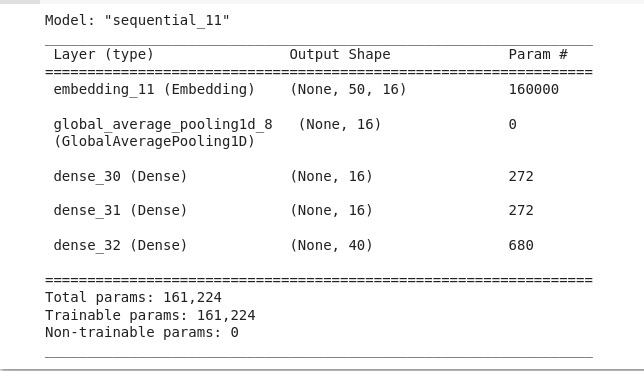 Model: "sequential_11"
Layer (type) Output Shape Param #
=================================================================
embedding_11 (Embedding) (None, 50, 16) 160000
global_average_pooling1d_8 (None, 16) 0
(GlobalAveragePooling1D)
dense_30 (Dense) (None, 16) 272
dense_31 (Dense) (None, 16) 272
dense_32 (Dense) (None, 40) 680
=================================================================
Total params: 161,224
Trainable params: 161,224
Non-trainable params: 0